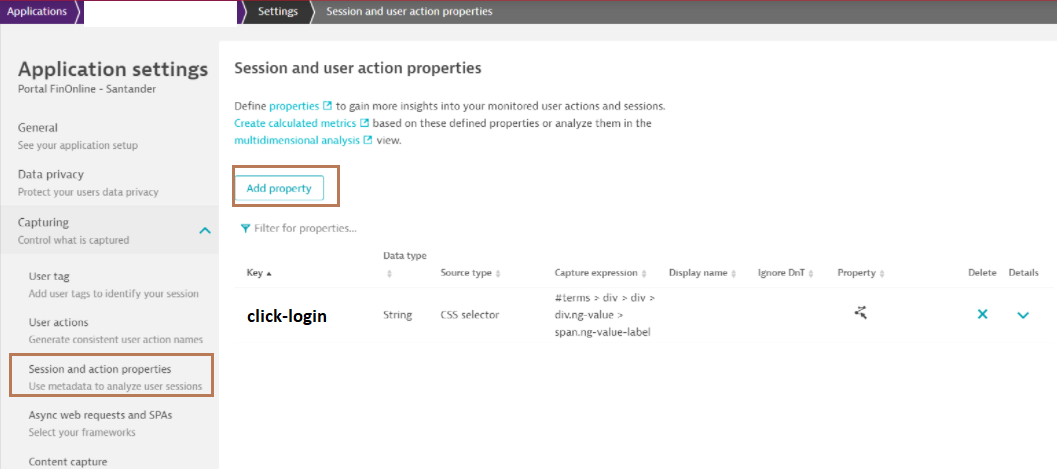 Applications
Settings
Session and user action properties
Application settings
Portal FinOnline - Santander
General
See your application setup
Data privacy
Protect your users data privacy
Capturing
Control what is captured
User tag
Add user tags to identify your session
User actions
Generate consistent user action names
Session and action properties
Use metadata to analyze user sessions
Async web requests and SPAs
Select your frameworks
Content capture
Session and user action properties
Define properties to gain more insights into your monitored user actions and sessions.
Create calculated metrics based on these defined properties or analyze them in the
multidimensional analysis view.
Add property
Filter for properties...
Key Data type Source type Capture expression Display name Ignore DnT Property Delete Details
click-login String CSS selector #terms > div > div >
div.ng-value >
span.ng-value-label